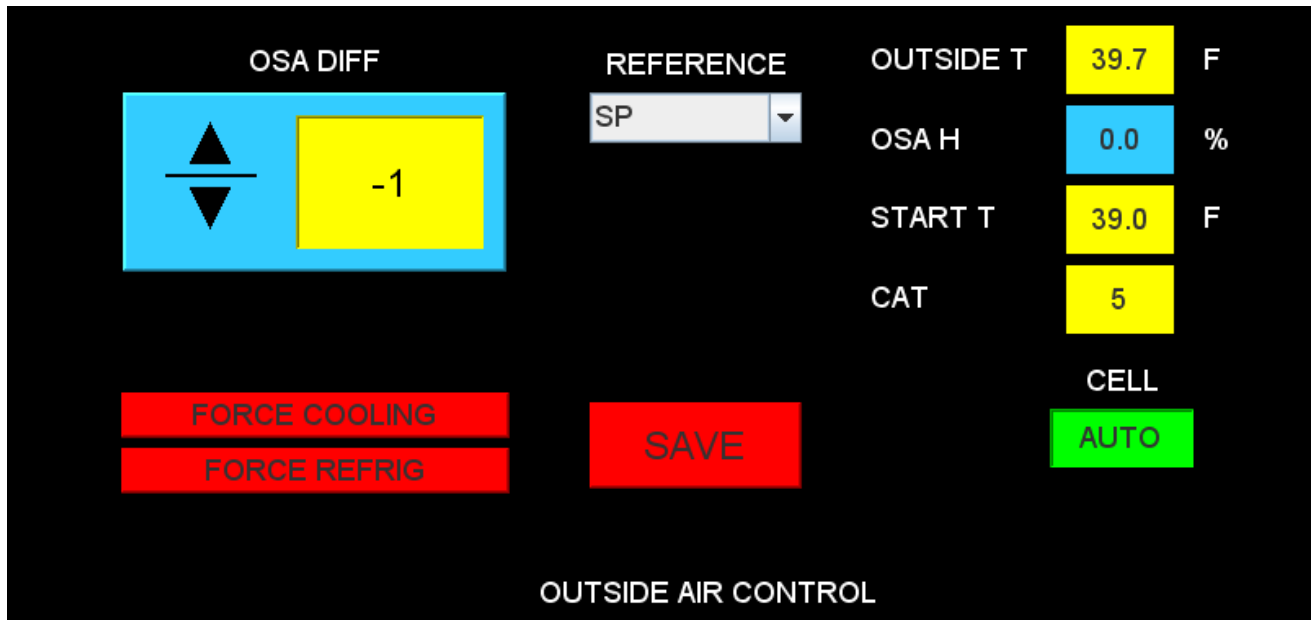 OSA DIFF
-1
REFERENCE
SP
OUTSIDE T 39.7 F
OSA H 0.0 %
START T 39.0 F
CAT 5
CELL
AUTO
FORCE COOLING
FORCE REFRIG
SAVE
OUTSIDE AIR CONTROL